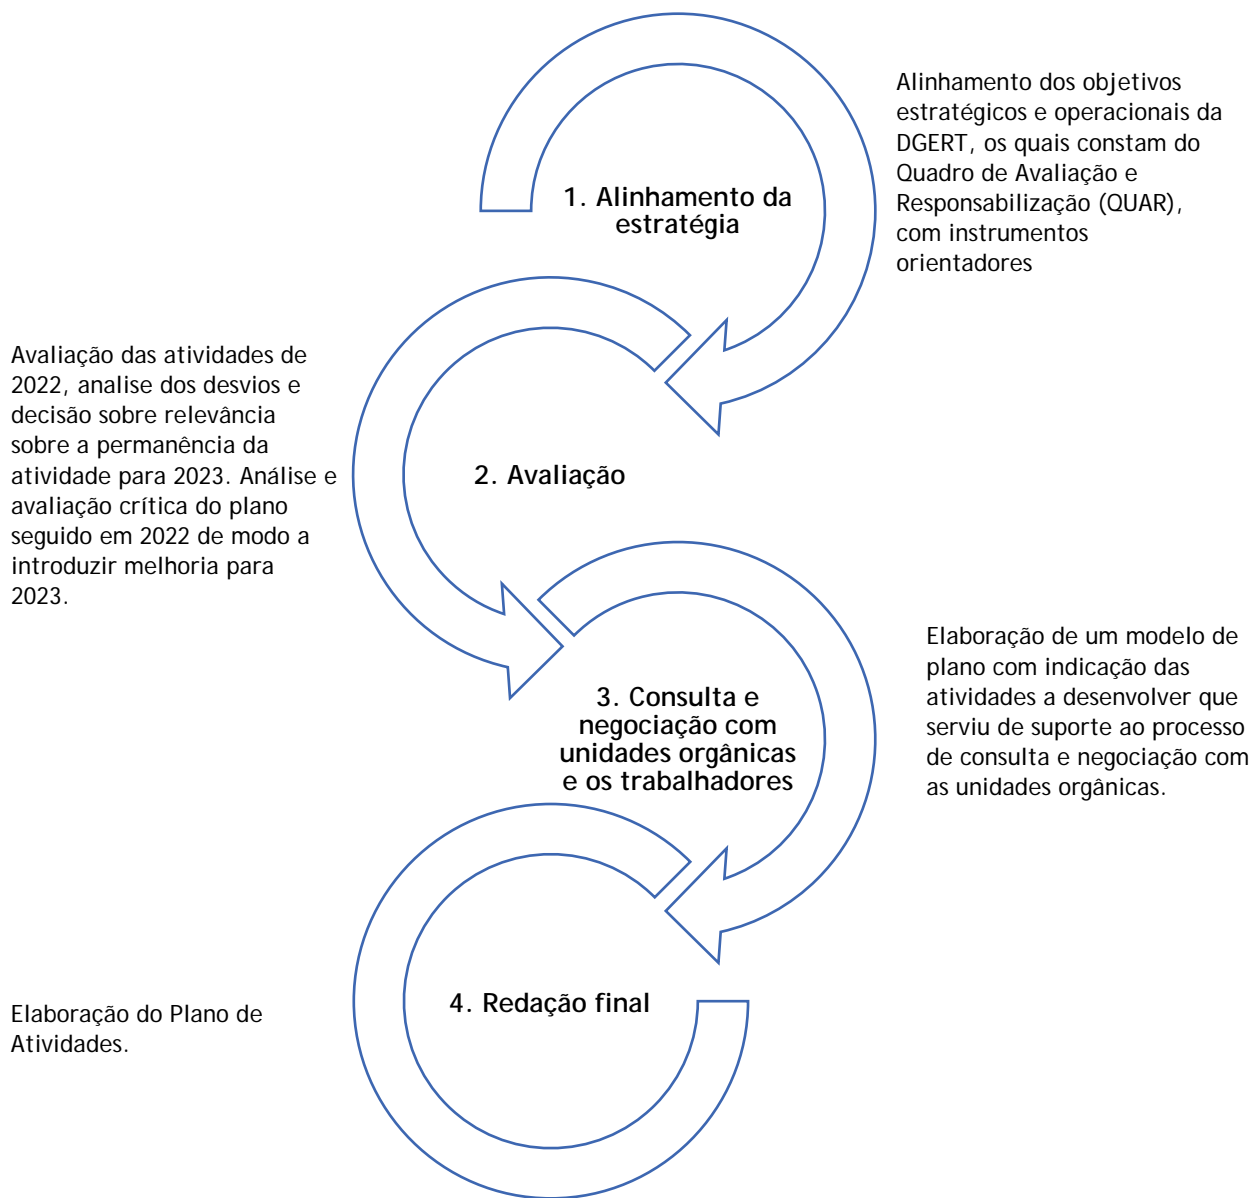 Alinhamento dos objetivos
estratégicos e operacionais da
DGERT, os quais constam do
Quadro de Avaliação e
Responsabilização (QUAR),
com instrumentos
orientadores
1. Alinhamento da
estratégia
Avaliação das atividades de
2022, analise dos desvios e
decisão sobre relevância
sobre a permanência da
atividade para 2023. Análise e
avaliação crítica do plano
seguido em 2022 de modo a
introduzir melhoria para
2023.
2. Avaliação
3. Consulta e
negociação com
unidades orgânicas
e os trabalhadores
Elaboração de um modelo de
plano com indicação das
atividades a desenvolver que
serviu de suporte ao processo
de consulta e negociação com
as unidades orgânicas.
4. Redação final
Elaboração do Plano de
Atividades.